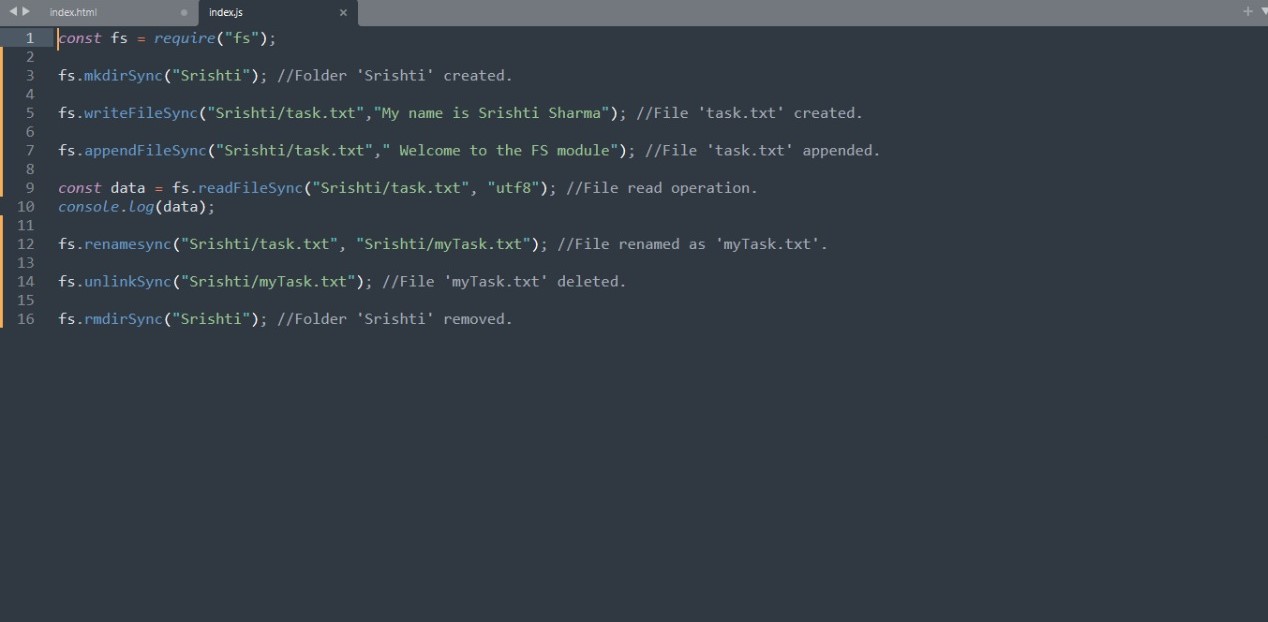 index.html
index.js
1 const fs = require("fs");
2
3 fs.mkdirSync("Srishti"); //Folder 'Srishti' created.
4
5 fs.writeFileSync("Srishti/task.txt","My name is Srishti Sharma"); //File 'task.txt' created.
6
7 fs.appendFileSync("Srishti/task.txt"," Welcome to the FS module"); //File 'task.txt' appended.
8
9 const data = fs.readFileSync("Srishti/task.txt", "utf8"); //File read operation.
10 console.log(data);
11
12 fs.renamesync("Srishti/task.txt", "Srishti/myTask.txt"); //File renamed as 'myTask.txt'.
13
14 fs.unlinkSync("Srishti/myTask.txt"); //File 'myTask.txt' deleted.
15
16 fs.rmdirSync("Srishti"); //Folder 'Srishti' removed.